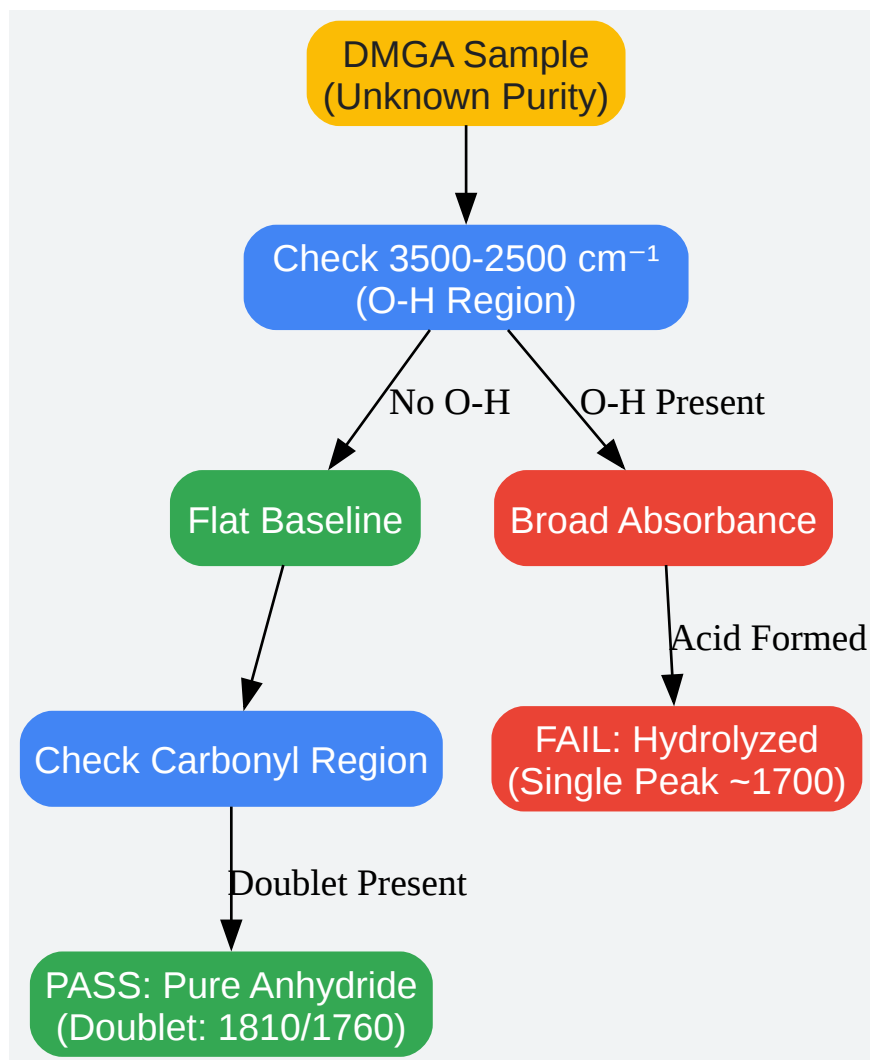 DMGA Sample
(Unknown Purity)
Check 3500-2500 cm⁻¹
(O-H Region)
No O-H
O-H Present
Flat Baseline
Broad Absorbance
Acid Formed
Check Carbonyl Region
FAIL: Hydrolyzed
(Single Peak ~1700)
Doublet Present
PASS: Pure Anhydride
(Doublet: 1810/1760)